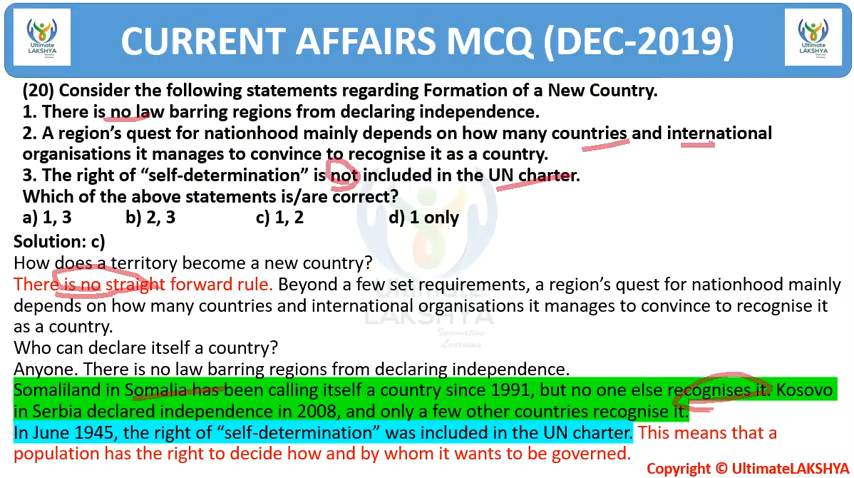 Ultimate
LAKSHYA
CURRENT AFFAIRS MCQ (DEC-2019)
Ultimate
LAKSHYA
(20) Consider the following statements regarding Formation of a New Country.
1. There is no law barring regions from declaring independence.
2. A region's quest for nationhood mainly depends on how many countries and international
organisations it manages to convince to recognise it as a country.
3. The right of “self-determination” is not included in the UN charter.
Which of the above statements is/are correct?
a) 1, 3 b) 2, 3 c) 1, 2 d) 1 only
Solution: c)
How does a territory become a new country?
There is no straight forward rule. Beyond a few set requirements, a region's quest for nationhood mainly
depends on how many countries and international organisations it manages to convince to recognise it
as a country.
Who can declare itself a country?
Anyone. There is no law barring regions from declaring independence.
Somaliland in Somalia has been calling itself a country since 1991, but no one else recognises it. Kosovo
in Serbia declared independence in 2008, and only a few other countries recognise it.
In June 1945, the right of “self-determination” was included in the UN charter. This means that a
population has the right to decide how and by whom it wants to be governed.
Ultimate
LAKSHYA
Innovative
Learning
Copyright © UltimateLAKSHYA